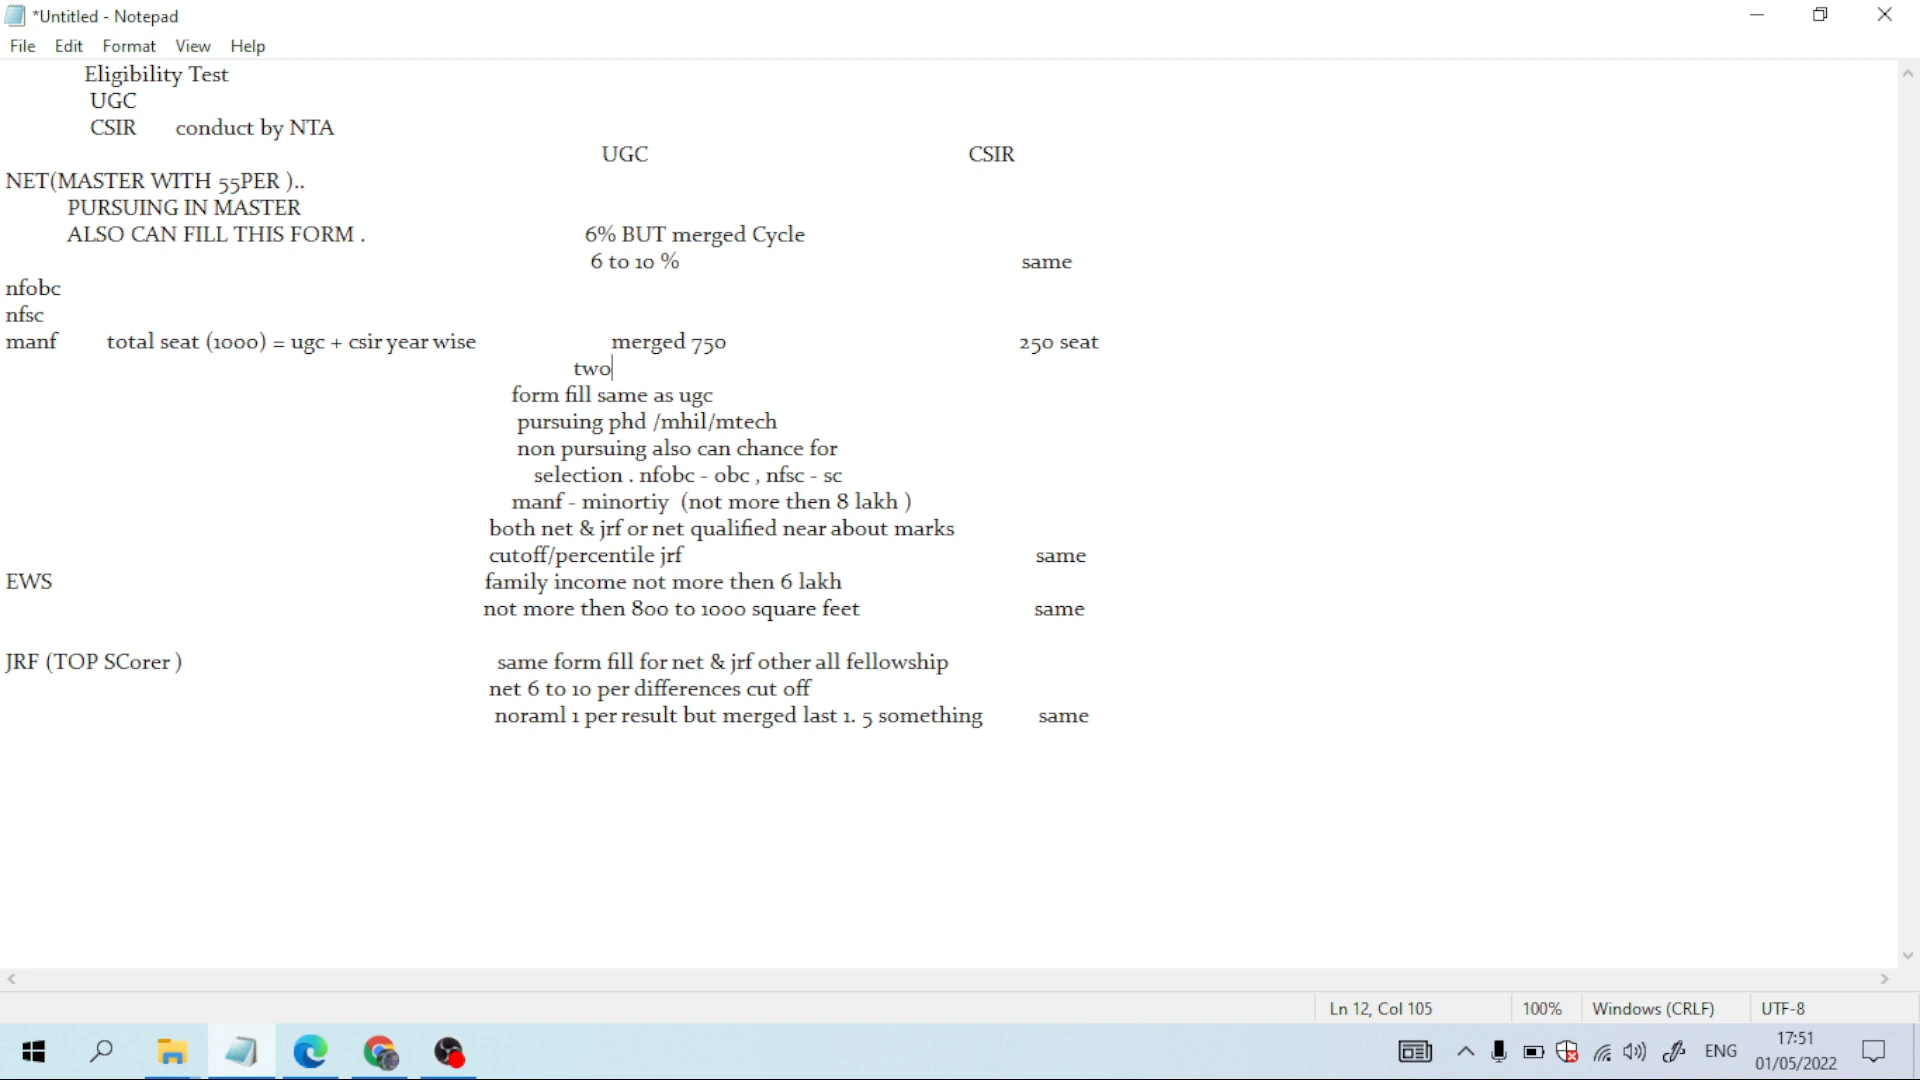 *Untitled - Notepad
File Edit Format View Help
Eligibility Test
UGC
CSIR conduct by NTA
UGC CSIR
NET(MASTER WITH 55PER )..
PURSUING IN MASTER
ALSO CAN FILL THIS FORM . 6% BUT merged Cycle
6 to 10 % same
nfobc
nfsc
manf total seat (1000) = ugc + csir year wise merged 750 250 seat
two
form fill same as ugc
pursuing phd /mhil/mtech
non pursuing also can chance for
selection . nfobc - obc , nfsc - sc
manf - minortiy (not more then 8 lakh )
both net & jrf or net qualified near about marks
cutoff/percentile jrf same
EWS family income not more then 6 lakh
not more then 800 to 1000 square feet same
JRF (TOP SCorer ) same form fill for net & jrf other all fellowship
net 6 to 10 per differences cut off
noraml 1 per result but merged last 1. 5 something same
Ln 12, Col 105 100% Windows (CRLF) UTF-8
ENG 17:51
01/05/2022